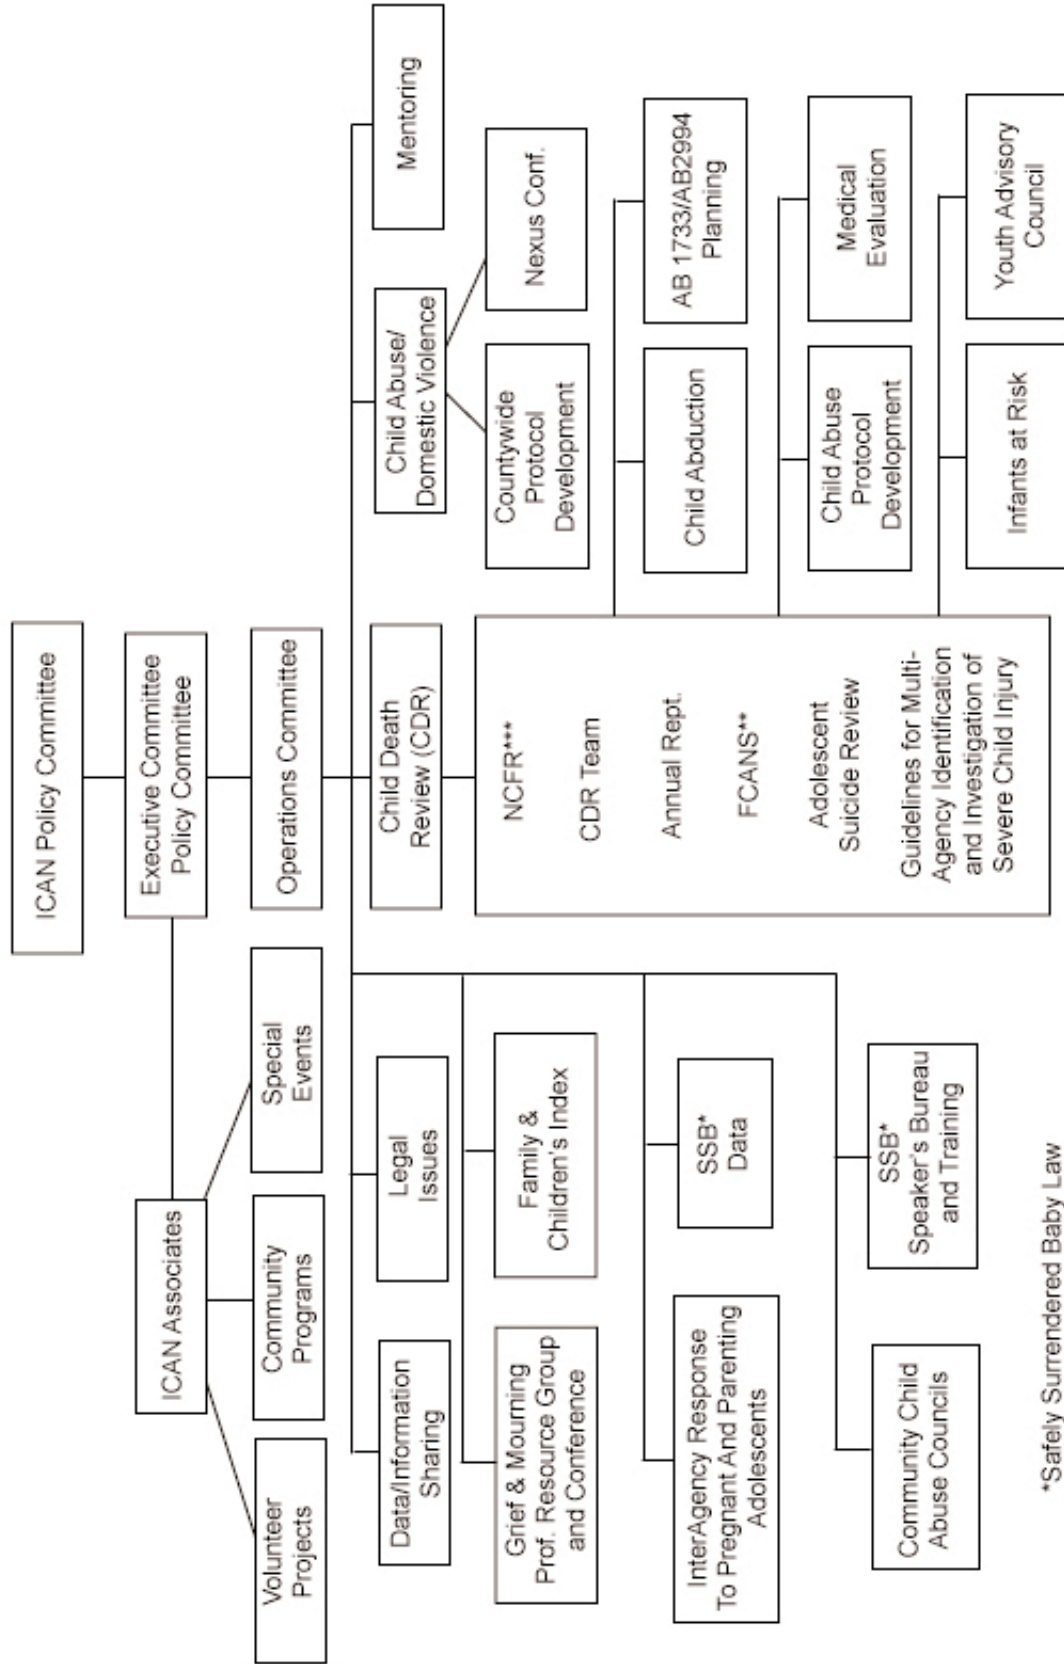 ICAN Policy Committee
Executive Committee
Policy Committee
ICAN Associates
Operations Committee
Volunteer
Projects
Community
Programs
Special
Events
Data/Information
Sharing
Legal
Issues
Child Death
Review (CDR)
Child Abuse/
Domestic Violence
Mentoring
Grief & Mourning
Prof. Resource Group
and Conference
Family &
Children's Index
Countywide
Protocol
Development
Nexus Conf.
NCFR***
CDR Team
Annual Rept.
FCANS**
Adolescent
Suicide Review
Guidelines for Multi-
Agency Identification
and Investigation of
Severe Child Injury
InterAgency Response
To Pregnant And Parenting
Adolescents
SSB*
Data
Child Abduction
AB 1733/AB2994
Planning
Community Child
Abuse Councils
SSB*
Speaker's Bureau
and Training
Child Abuse
Protocol
Development
Medical
Evaluation
Infants at Risk
Youth Advisory
Council
*Safely Surrendered Baby Law